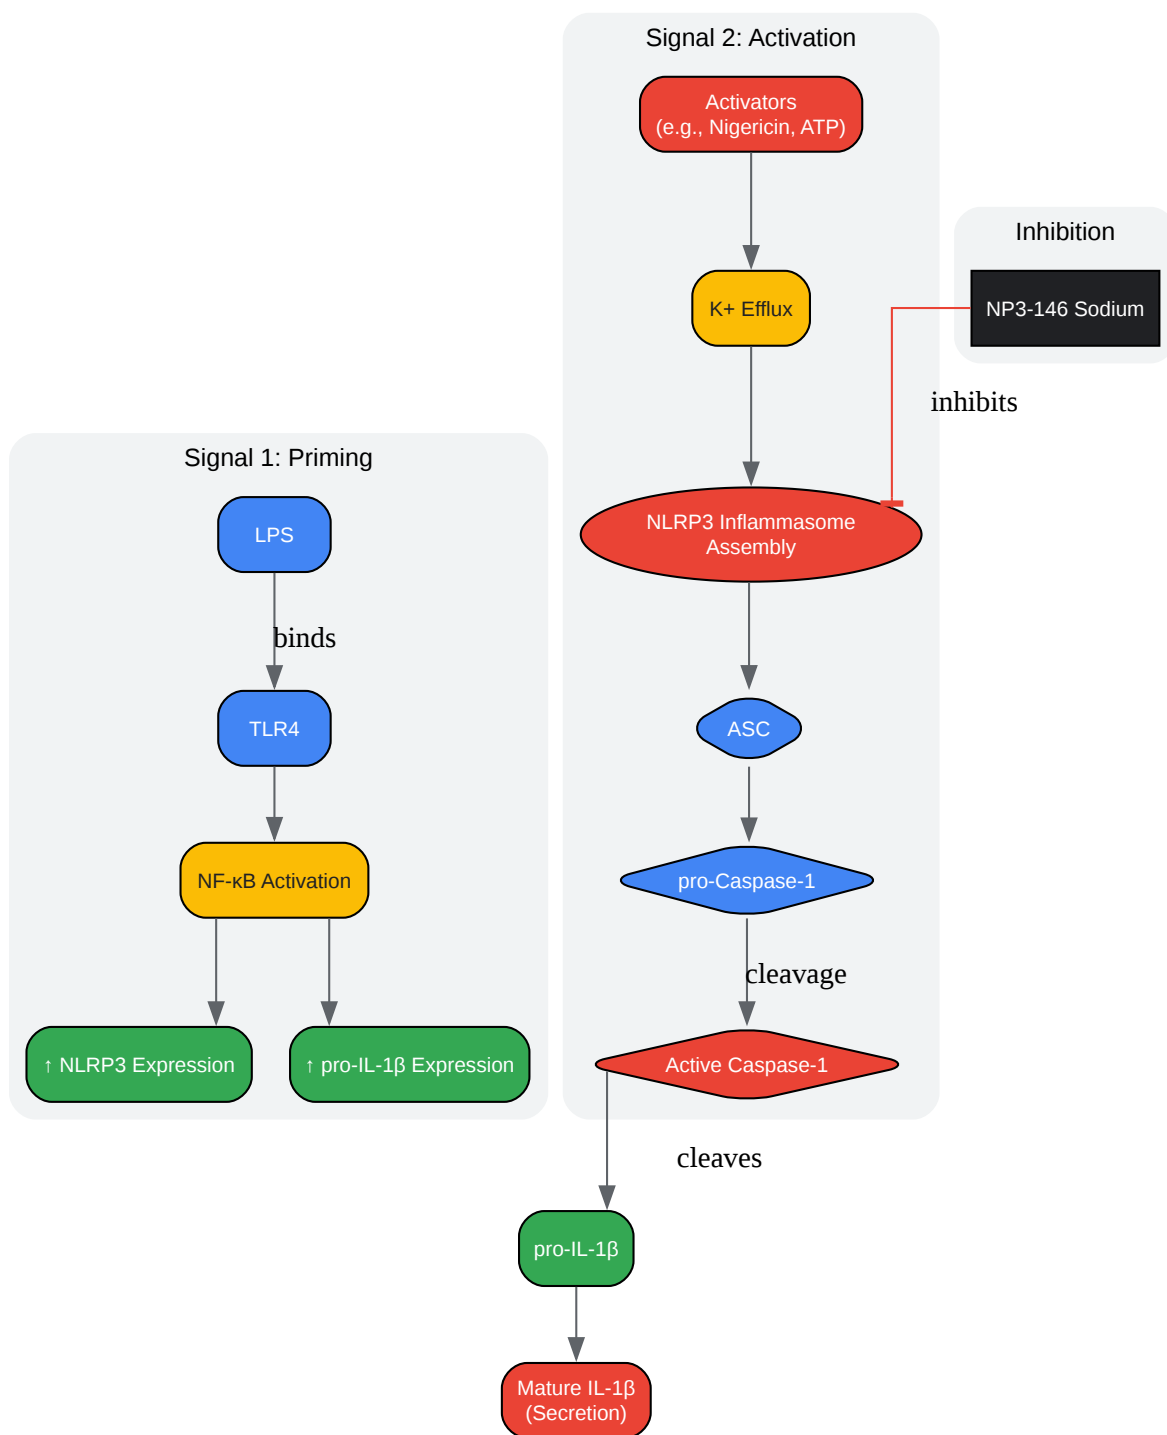 Signal 2: Activation
Activators
(e.g., Nigericin, ATP)
K+ Efflux
Inhibition
NP3-146 Sodium
inhibits
NLRP3 Inflammasome
Assembly
ASC
pro-Caspase-1
cleavage
Active Caspase-1
Signal 1: Priming
LPS
binds
TLR4
NF-κB Activation
↑ NLRP3 Expression
↑ pro-IL-1β Expression
cleaves
pro-IL-1β
Mature IL-1β
(Secretion)